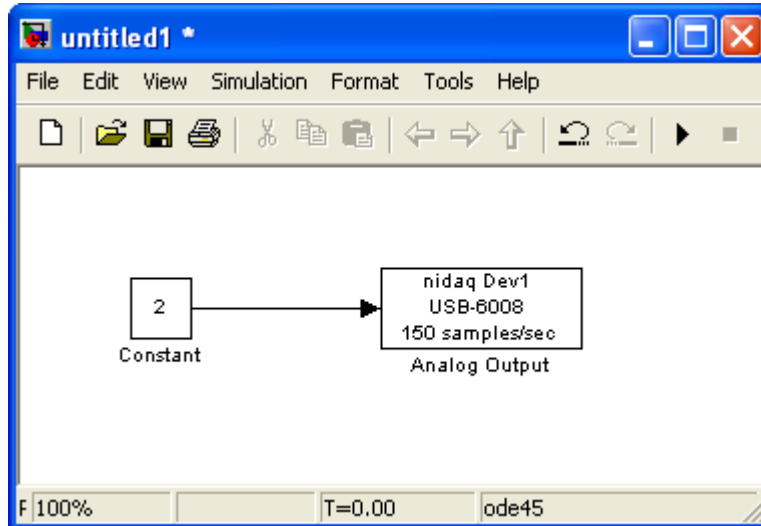 untitled1 *
File Edit View Simulation Format Tools Help
nidaq Dev1
2
USB-6008
150 samples/sec
Constant
Analog Output
F 100% T=0.00 ode45